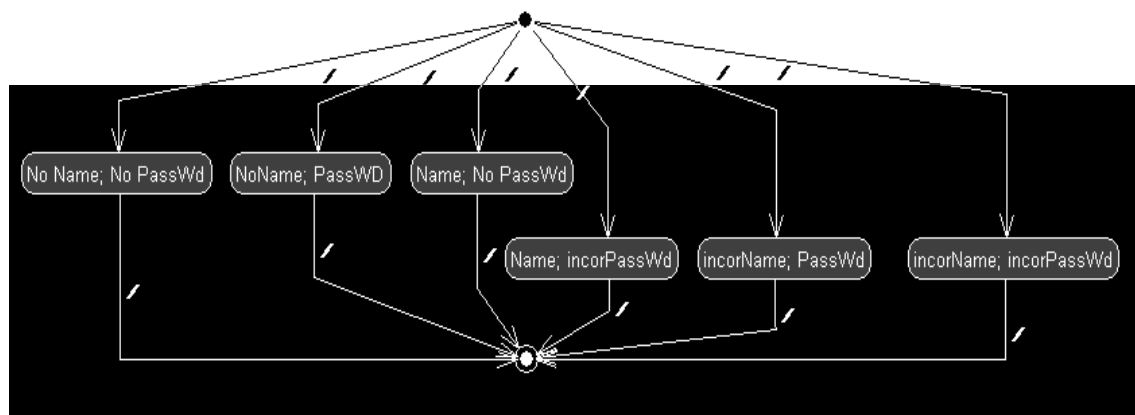 No Name; No PassWd
NoName; PassWD
Name; No PassWd
Name; incorPassWd
incorName; PassWd
incorName; incorPassWd